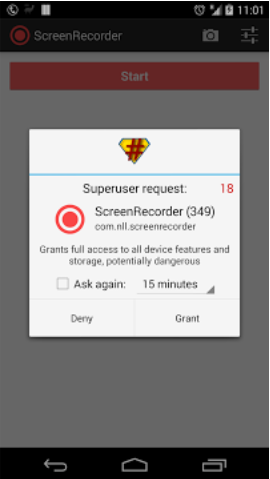 11:01
ScreenRecorder
Start
Superuser request: 18
ScreenRecorder (349)
com.nll.screenrecorder
Grants full access to all device features and
storage, potentially dangerous
Ask again: 15 minutes
Deny Grant